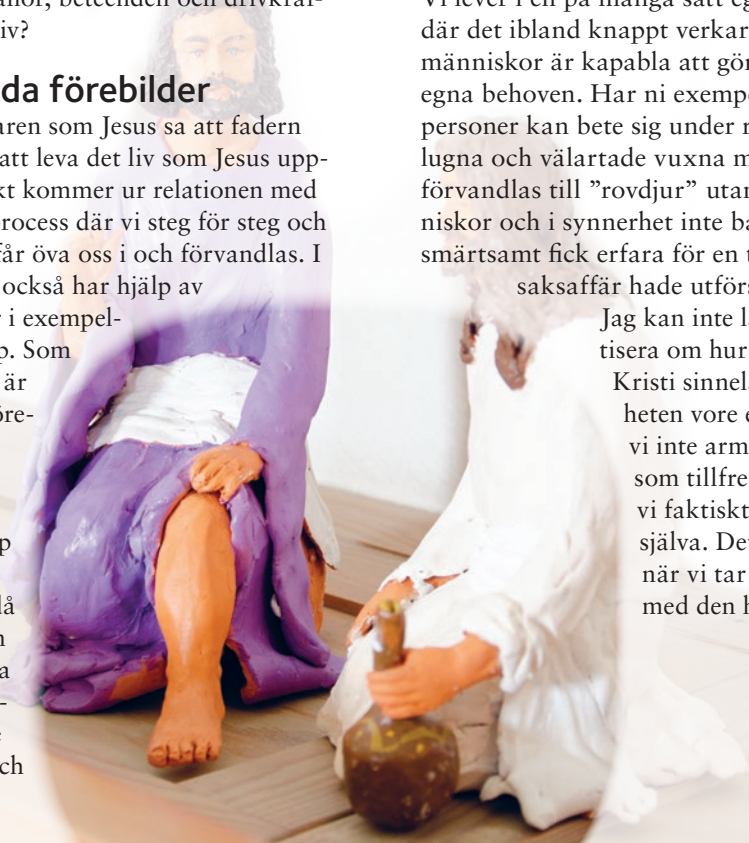 anor, beteenden och drivkraf-
iv?
da förebilder
aren som Jesus sa att fadern
att leva det liv som Jesus upp-
kt kommer ur relationen med
process där vi steg för steg och
får öva oss i och förvandlas. I
också har hjälp av
r i exempel-
p. Som
är
öre-
p
lå
n
a
-
e
ch
Vi lever i en på många sätt eg
där det ibland knappt verkar
människor är kapabla att gör
egna behoven. Har ni exempe
personer kan bete sig under r
lugna och välartade vuxna m
förvandlas till ”rovdjur” utan
niskor och i synnerhet inte ba
smärtsamt fick erfara för en t
saksaffär hade utförs
Jag kan inte l
tisera om hur
Kristi sinnela
heten vore e
vi inte arm
som tillfre
vi faktiskt
själva. De
när vi tar
med den h